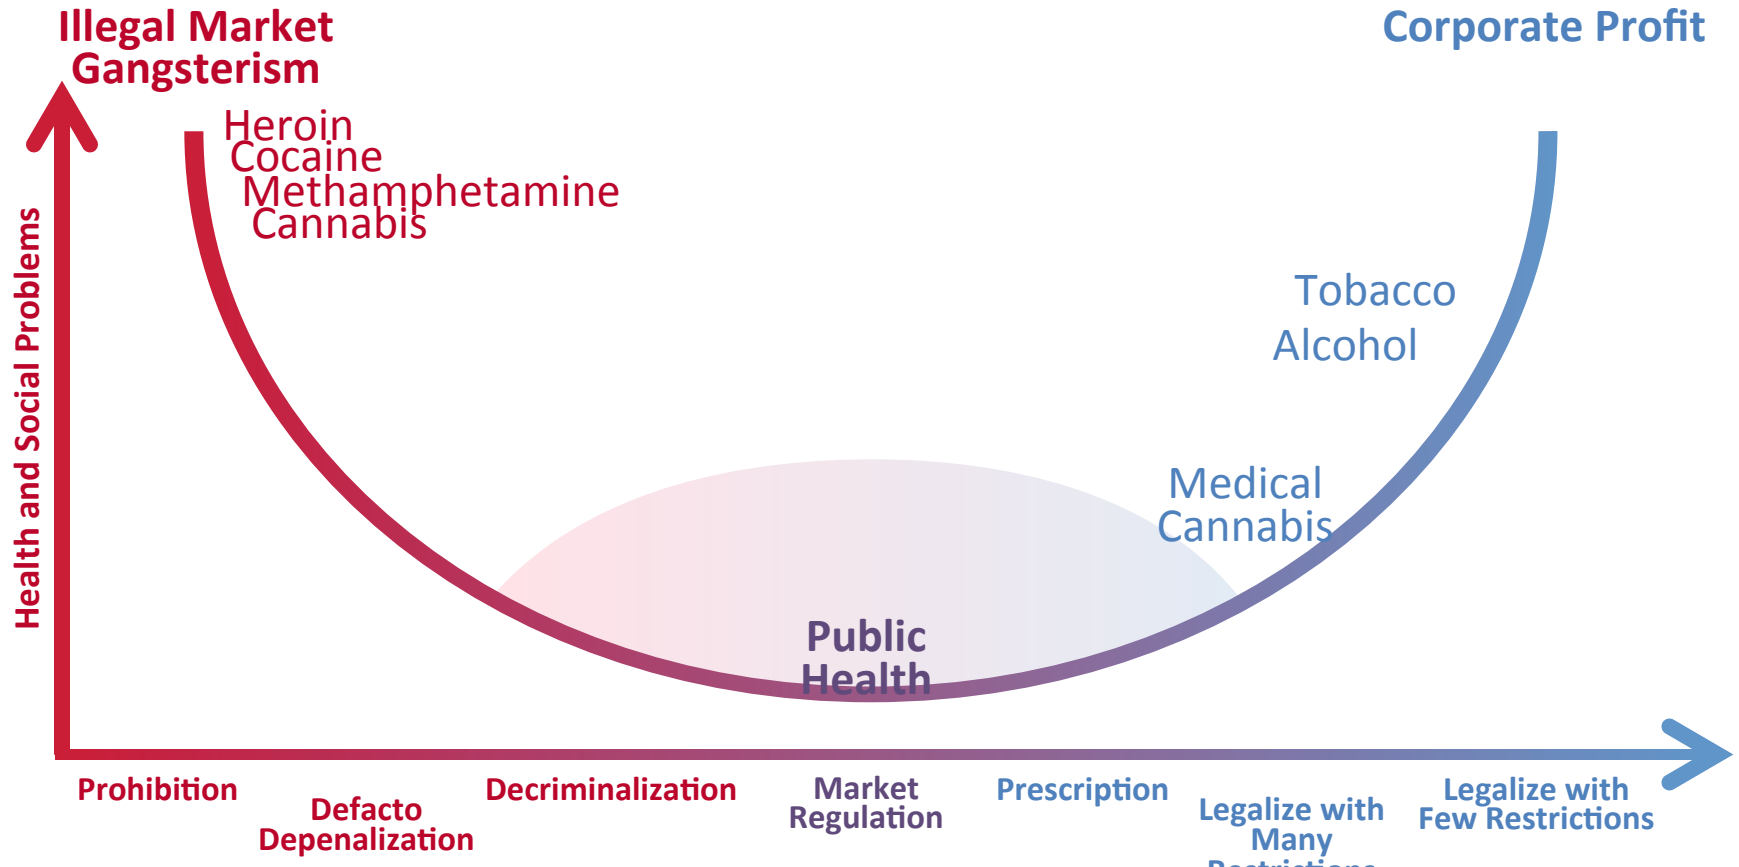 Illegal Market
Gangsterism
Corporate Profit
Heroin
Cocaine
Methamphetamine
Cannabis
Tobacco
Alcohol
Medical
Cannabis
Public
Health
Health and Social Problems
Prohibition
Defacto
Depenalization
Decriminalization
Market
Regulation
Prescription
Legalize with
Many
Restrictions
Legalize with
Few Restrictions